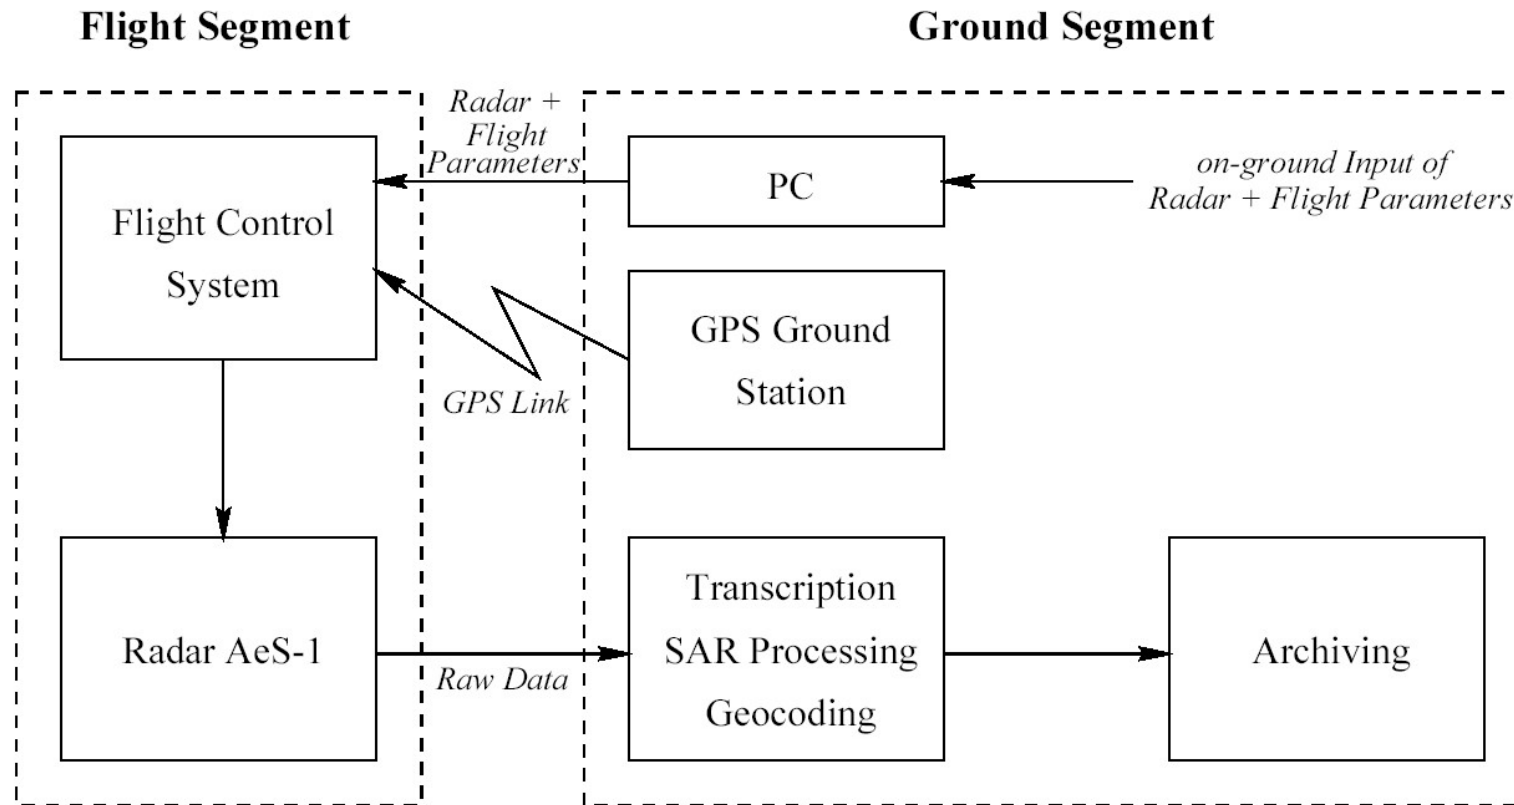 Flight Segment
Ground Segment
Radar +
Flight
Parameters
PC
on-ground Input of
Radar + Flight Parameters
Flight Control
System
GPS Ground
Station
GPS Link
Radar AeS-1
Raw Data
Transcription
SAR Processing
Geocoding
Archiving